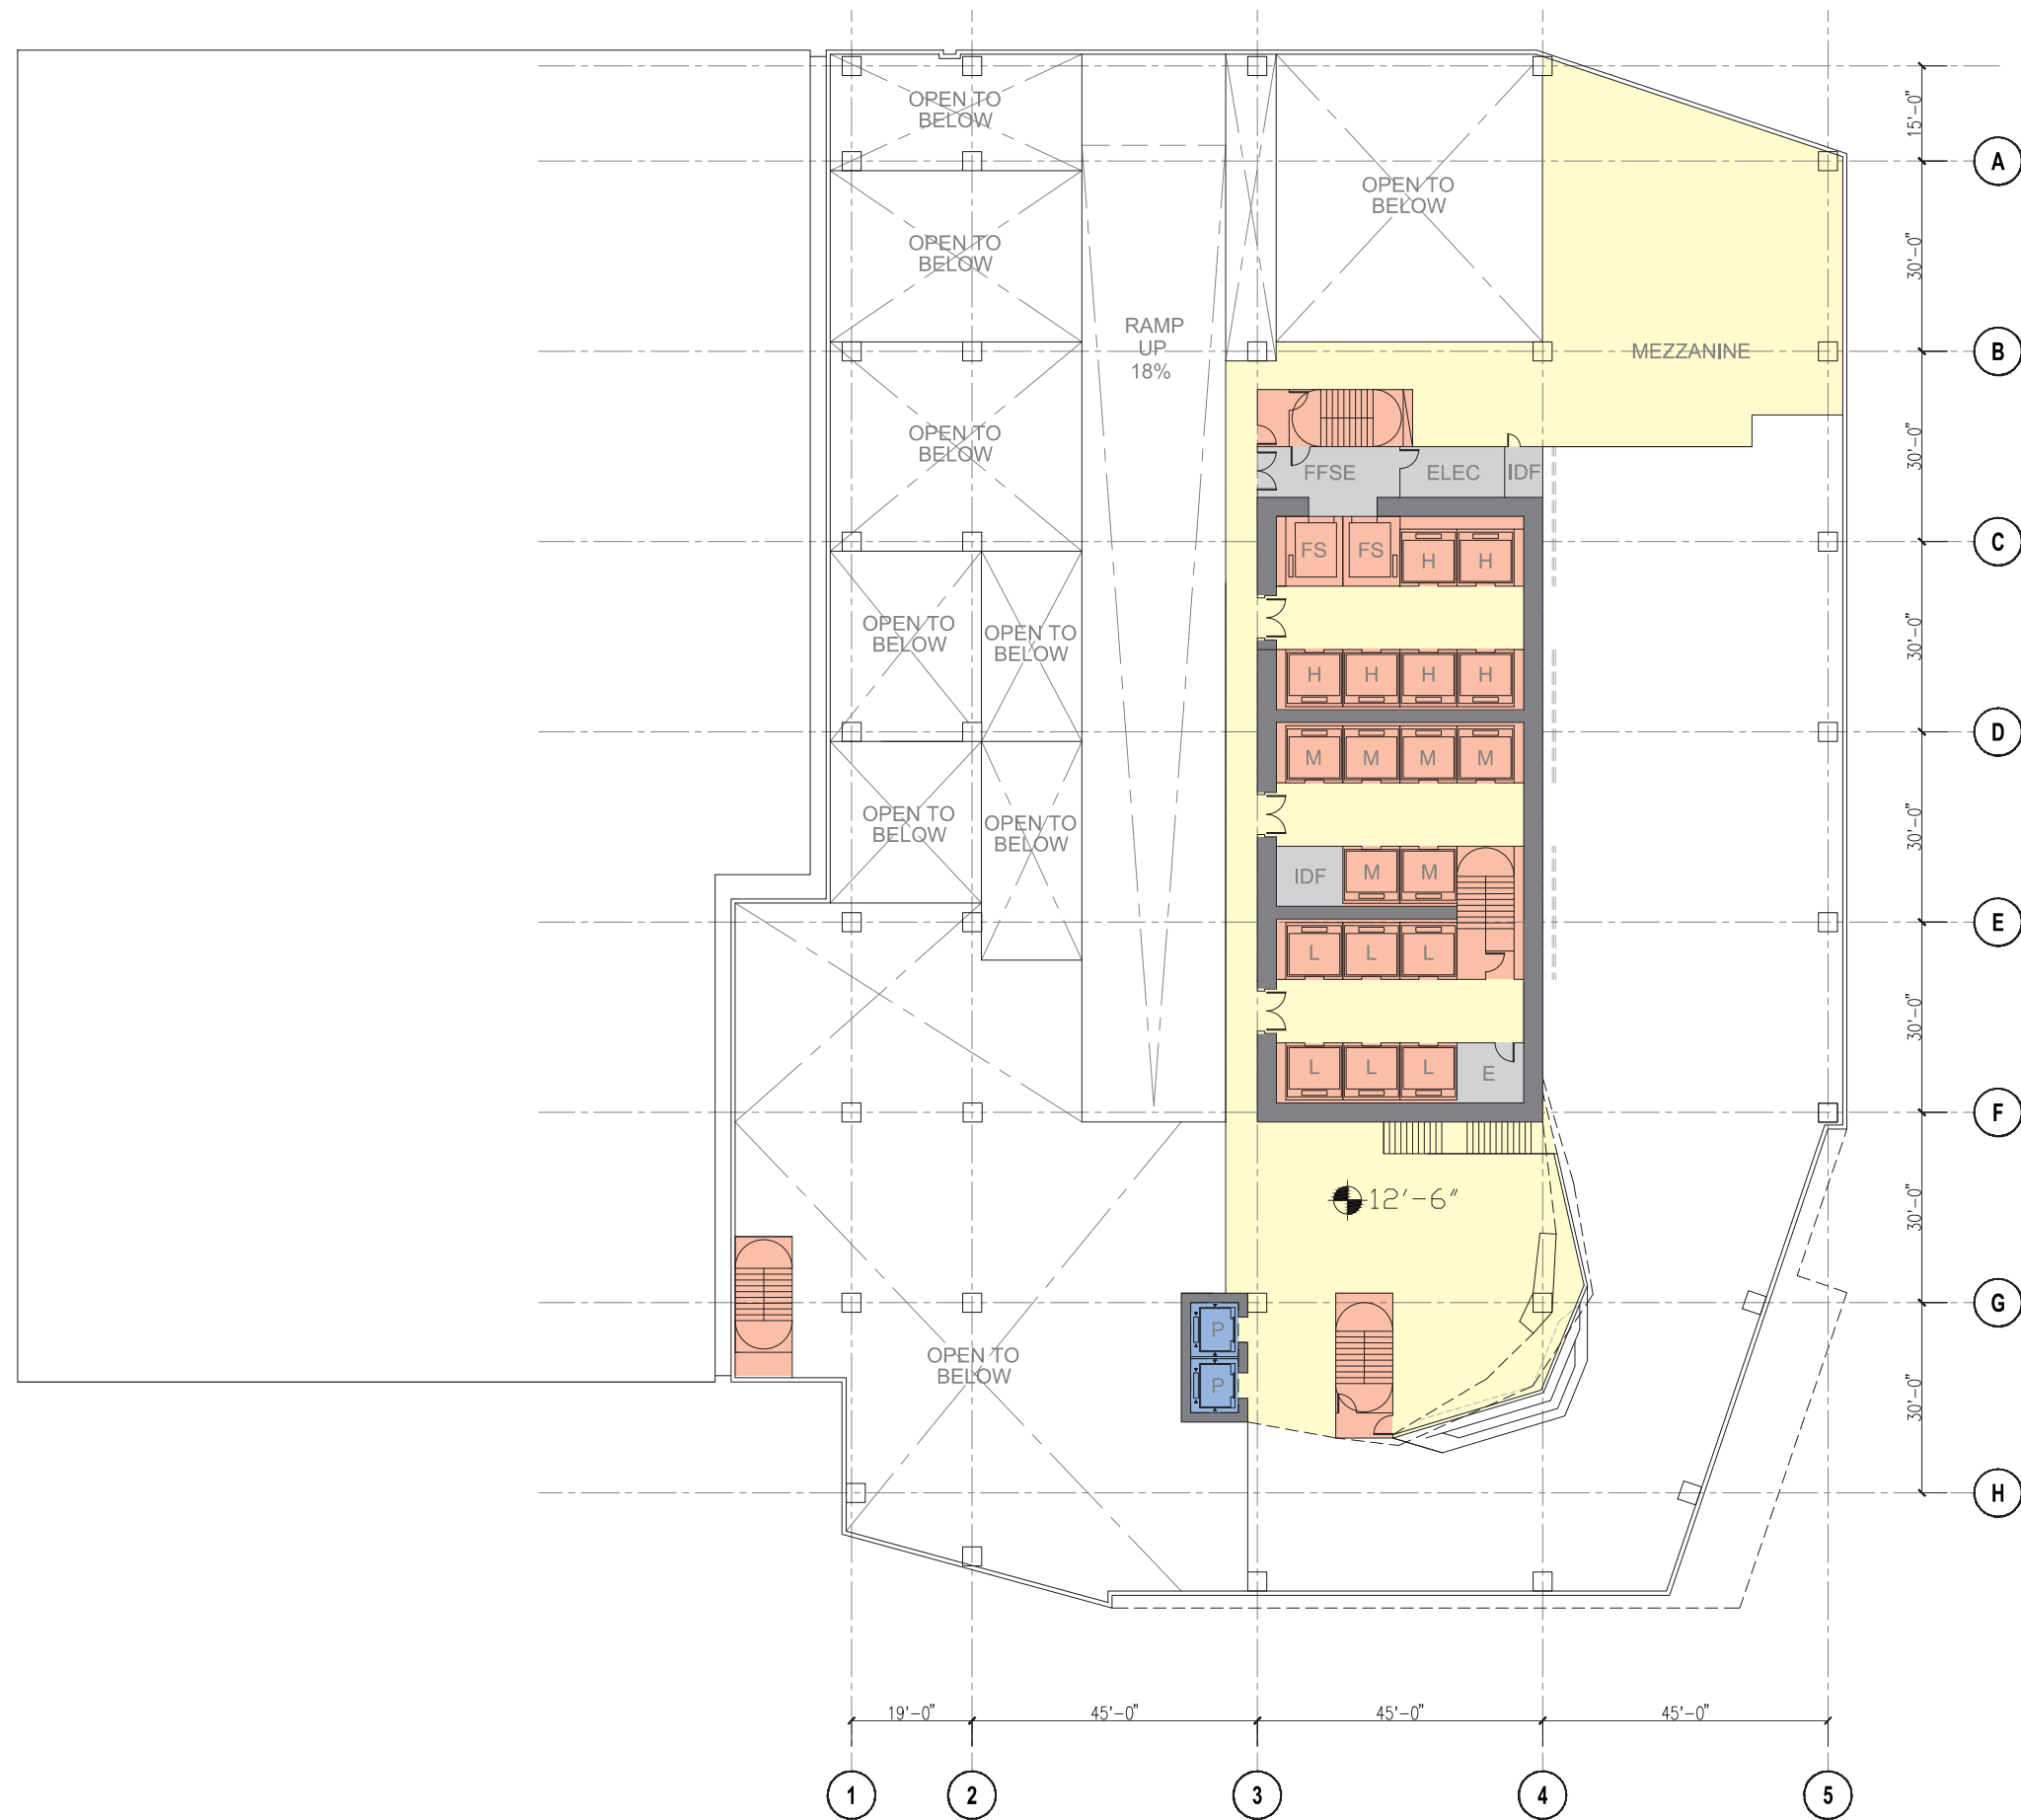 OPEN TO
BELOW
15'-0"
A
OPEN TO
BELOW
OPEN TO
BELOW
30'-0"
RAMP
UP
18%
MEZZANINE
B
OPEN TO
BELOW
FFSE
ELEC
IDF
30'-0"
FS
FS
H
H
C
OPEN TO
BELOW
OPEN TO
BELOW
30'-0"
H
H
H
H
D
M
M
M
M
OPEN TO
BELOW
OPEN TO
BELOW
30'-0"
IDF
M
M
E
L
L
L
30'-0"
L
L
L
E
F
12'-6"
30'-0"
G
P
OPEN TO
BELOW
P
30'-0"
H
19'-0"
45'-0"
45'-0"
45'-0"
1
2
3
4
5